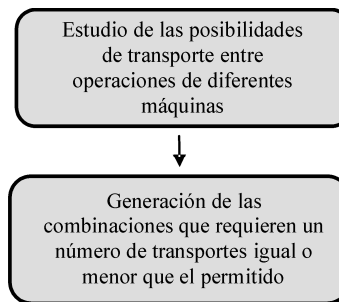 Estudio de las posibilidades
de transporte entre
operaciones de diferentes
máquinas
Generación de las
combinaciones que requieren un
número de transportes igual o
menor que el permitido